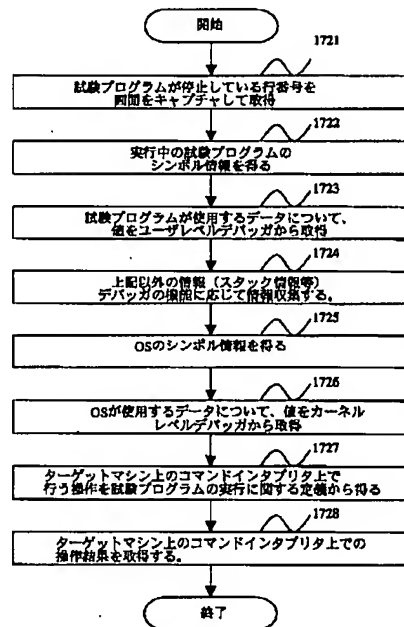 開始
1721
試験プログラムが停止している行番号を
画面をキャプチャして取得
1722
実行中の試験プログラムの
シンボル情報を得る
1723
試験プログラムが使用するデータについて、
値をユーザレベルデバッガから取得
1724
上記以外の情報（スタック情報等）
デバッガの機能に応じて情報収集する。
1725
OSのシンボル情報を得る
1726
OSが使用するデータについて、値をカーネル
レベルデバッガから取得
1727
ターゲットマシン上のコマンドインタプリタ上で
行う操作を試験プログラムの実行に関する定義から得る
1728
ターゲットマシン上のコマンドインタプリタ上での
操作結果を取得する。
終了